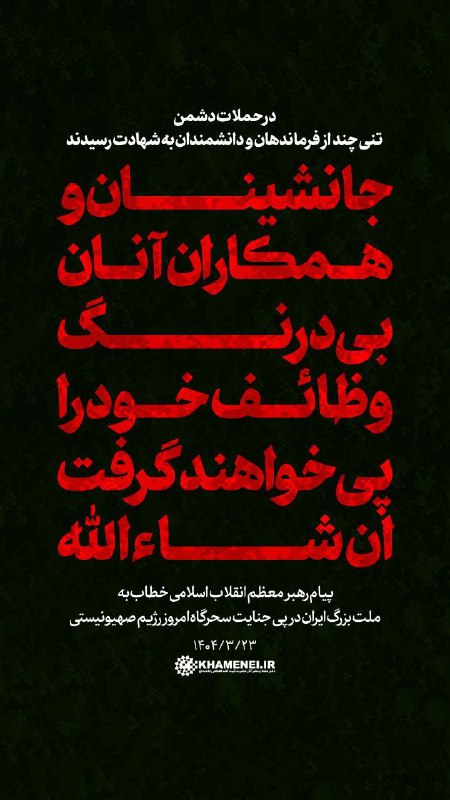 در حملات دشمن
تنی چند از فرماندهان و دانشمندان به شهادت رسیدند
جانشینان و
همکاران آنان
بی‌درنگ
وظائف خود را
پی خواهند گرفت
ان شاءالله
پیام رهبر معظم انقلاب اسلامی خطاب به
ملت بزرگ ایران در پی جنایت سحرگاه امروز رژیم صهیونیستی
۱۴۰۴/۳/۲۳
KHAMENEI.IR